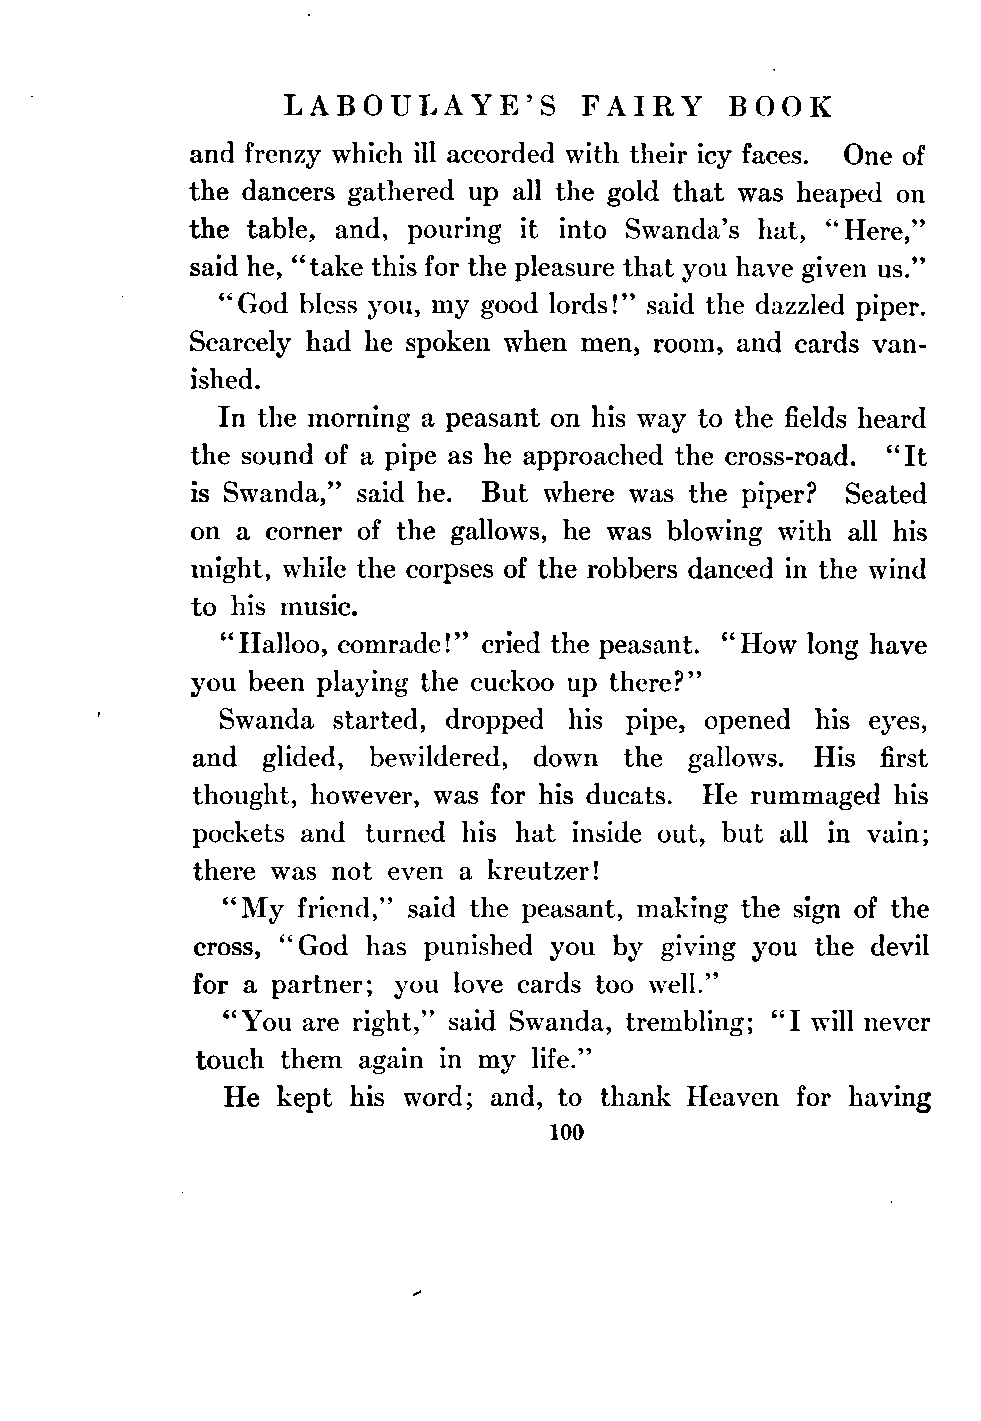 LABOULAYE'S FAIRY BOOK
and frenzy which ill accorded with their icy faces. One of
the dancers gathered up all the gold that was heaped on
the table, and, pouring it into Swanda's hat, "Here,"
said he, "take this for the pleasure that you have given us."
"God bless you, my good lords!" said the dazzled piper.
Scarcely had he spoken when men, room, and cards van-
ished.
In the morning a peasant on his way to the fields heard
the sound of a pipe as he approached the cross-road. "It
is Swanda," said he. But where was the piper? Seated
on a corner of the gallows, he was blowing with all his
might, while the corpses of the robbers danced in the wind
to his music.
"Halloo, comrade!" cried the peasant. "How long have
you been playing the cuckoo up there?"
Swanda started, dropped his pipe, opened his eyes,
and glided, bewildered, down the gallows. His first
thought, however, was for his ducats. He rummaged his
pockets and turned his hat inside out, but all in vain;
there was not even a kreutzer!
"My friend," said the peasant, making the sign of the
cross, "God has punished you by giving you the devil
for a partner; you love cards too well."
"You are right," said Swanda, trembling; "I will never
touch them again in my life."
He kept his word; and, to thank Heaven for having
100